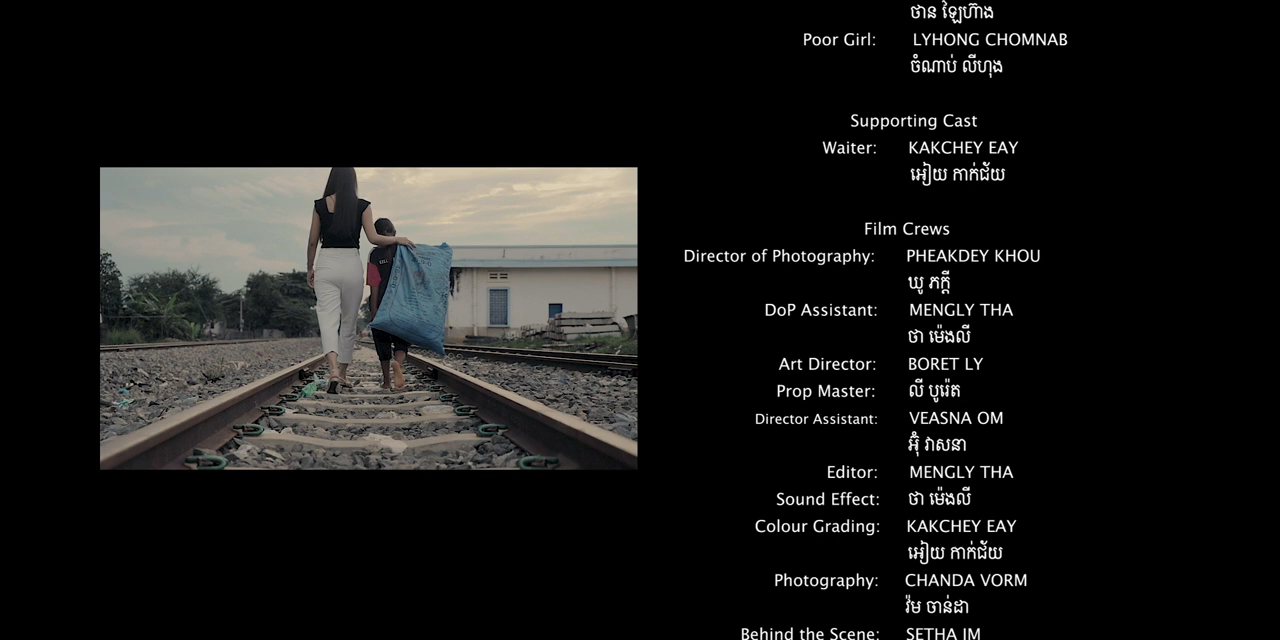 ថាន ឡៃហ៊ាង
Poor Girl: LYHONG CHOMNAB
ចំណាប់ លីហុង
Supporting Cast
Waiter: KAKCHEY EAY
អៀយ កាក់ជ័យ
Film Crews
Director of Photography: PHEAKDEY KHOU
ឃូ ភក្ដី
DoP Assistant: MENGLY THA
ថា ម៉េងលី
Art Director: BORET LY
Prop Master: លី បូរ៉េត
Director Assistant: VEASNA OM
អ៊ុំ វាសនា
Editor: MENGLY THA
Sound Effect: ថា ម៉េងលី
Colour Grading: KAKCHEY EAY
អៀយ កាក់ជ័យ
Photography: CHANDA VORM
វ៉ម ចាន់ដា
Behind the Scene: SETHA IM